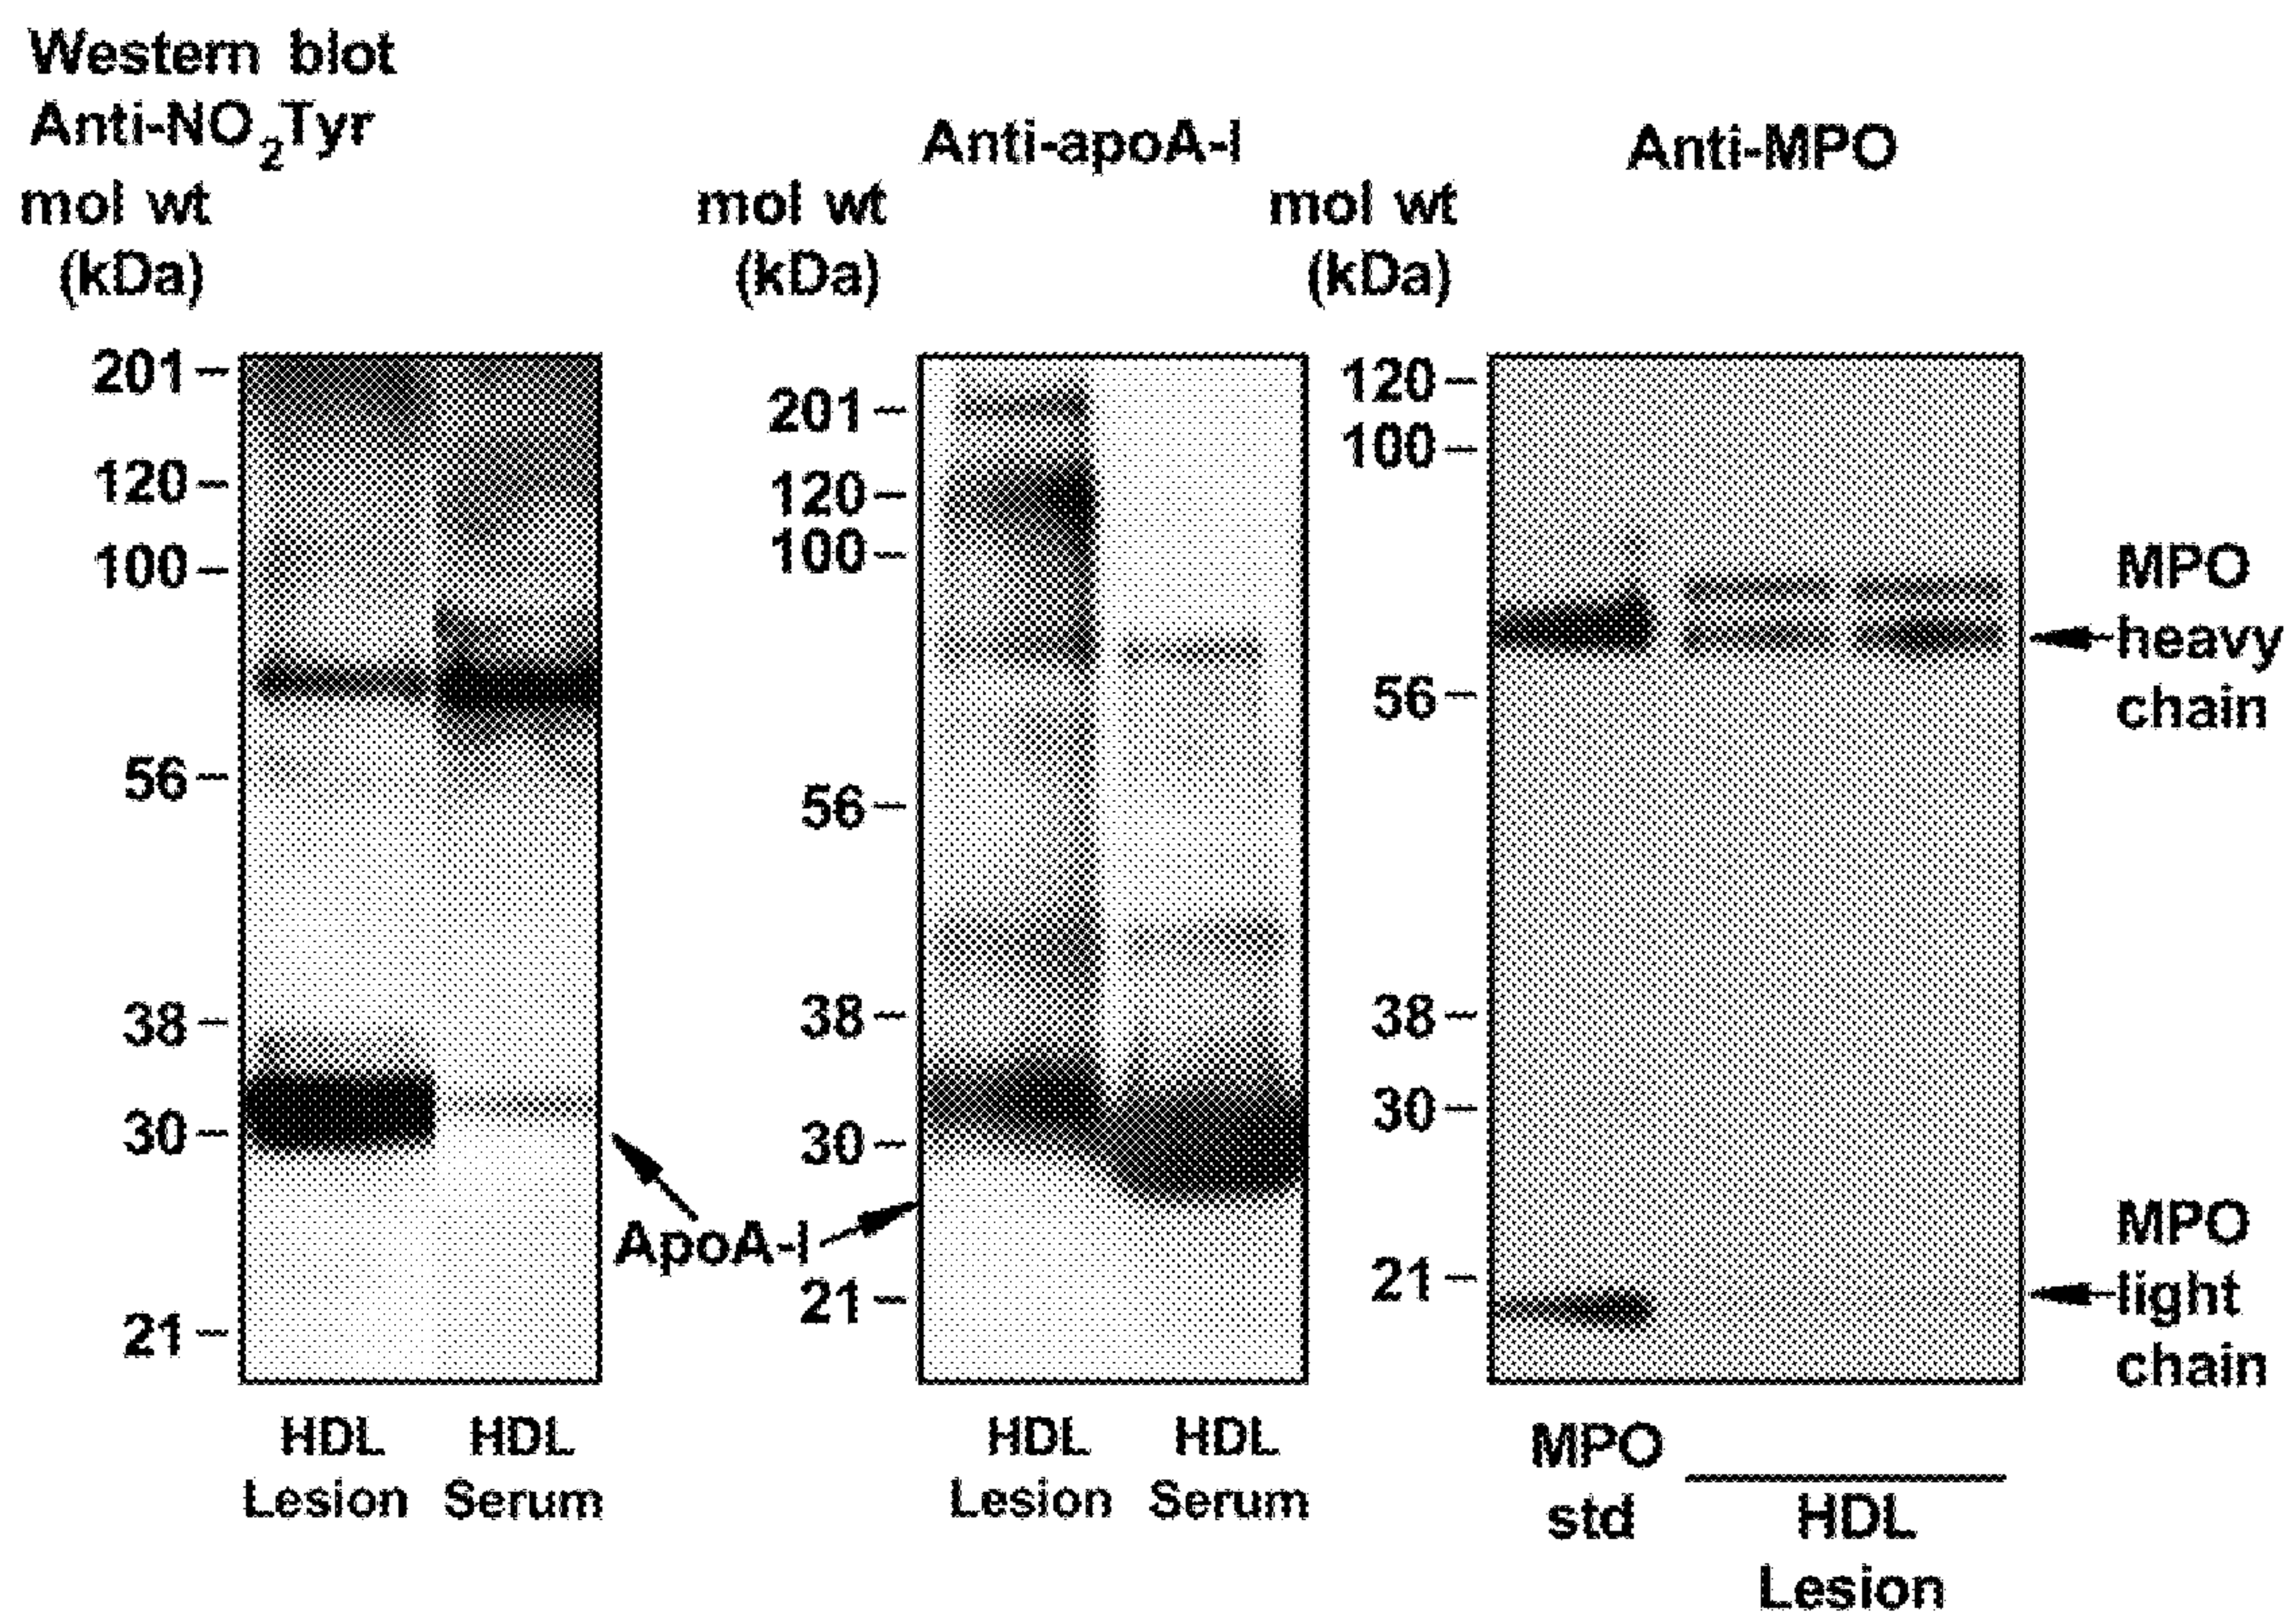 Western blot
Anti-NO₂Tyr
mol wt
(kDa)
201
120
100
56
38
30
21
HDL
Lesion
HDL
Serum
ApoA-I
Anti-apoA-I
mol wt
(kDa)
201
120
100
56
38
30
21
HDL
Lesion
HDL
Serum
Anti-MPO
mol wt
(kDa)
120
100
56
38
30
21
MPO
heavy
chain
MPO
light
chain
MPO
std
HDL
Lesion